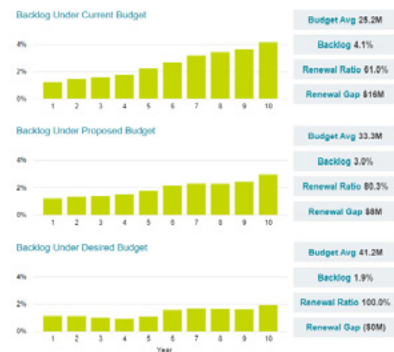 Backlog Under Current Budget
4%
2%
0%
1 2 3 4 5 6 7 8 9 10
Budget Avg 25.2M
Backlog 4.1%
Renewal Ratio 61.0%
Renewal Gap $16M
Backlog Under Proposed Budget
4%
2%
0%
1 2 3 4 5 6 7 8 9 10
Budget Avg 33.3M
Backlog 3.0%
Renewal Ratio 80.3%
Renewal Gap $8M
Backlog Under Desired Budget
4%
2%
0%
1 2 3 4 5 6 7 8 9 10
Year
Budget Avg 41.2M
Backlog 1.9%
Renewal Ratio 100.0%
Renewal Gap ($0M)